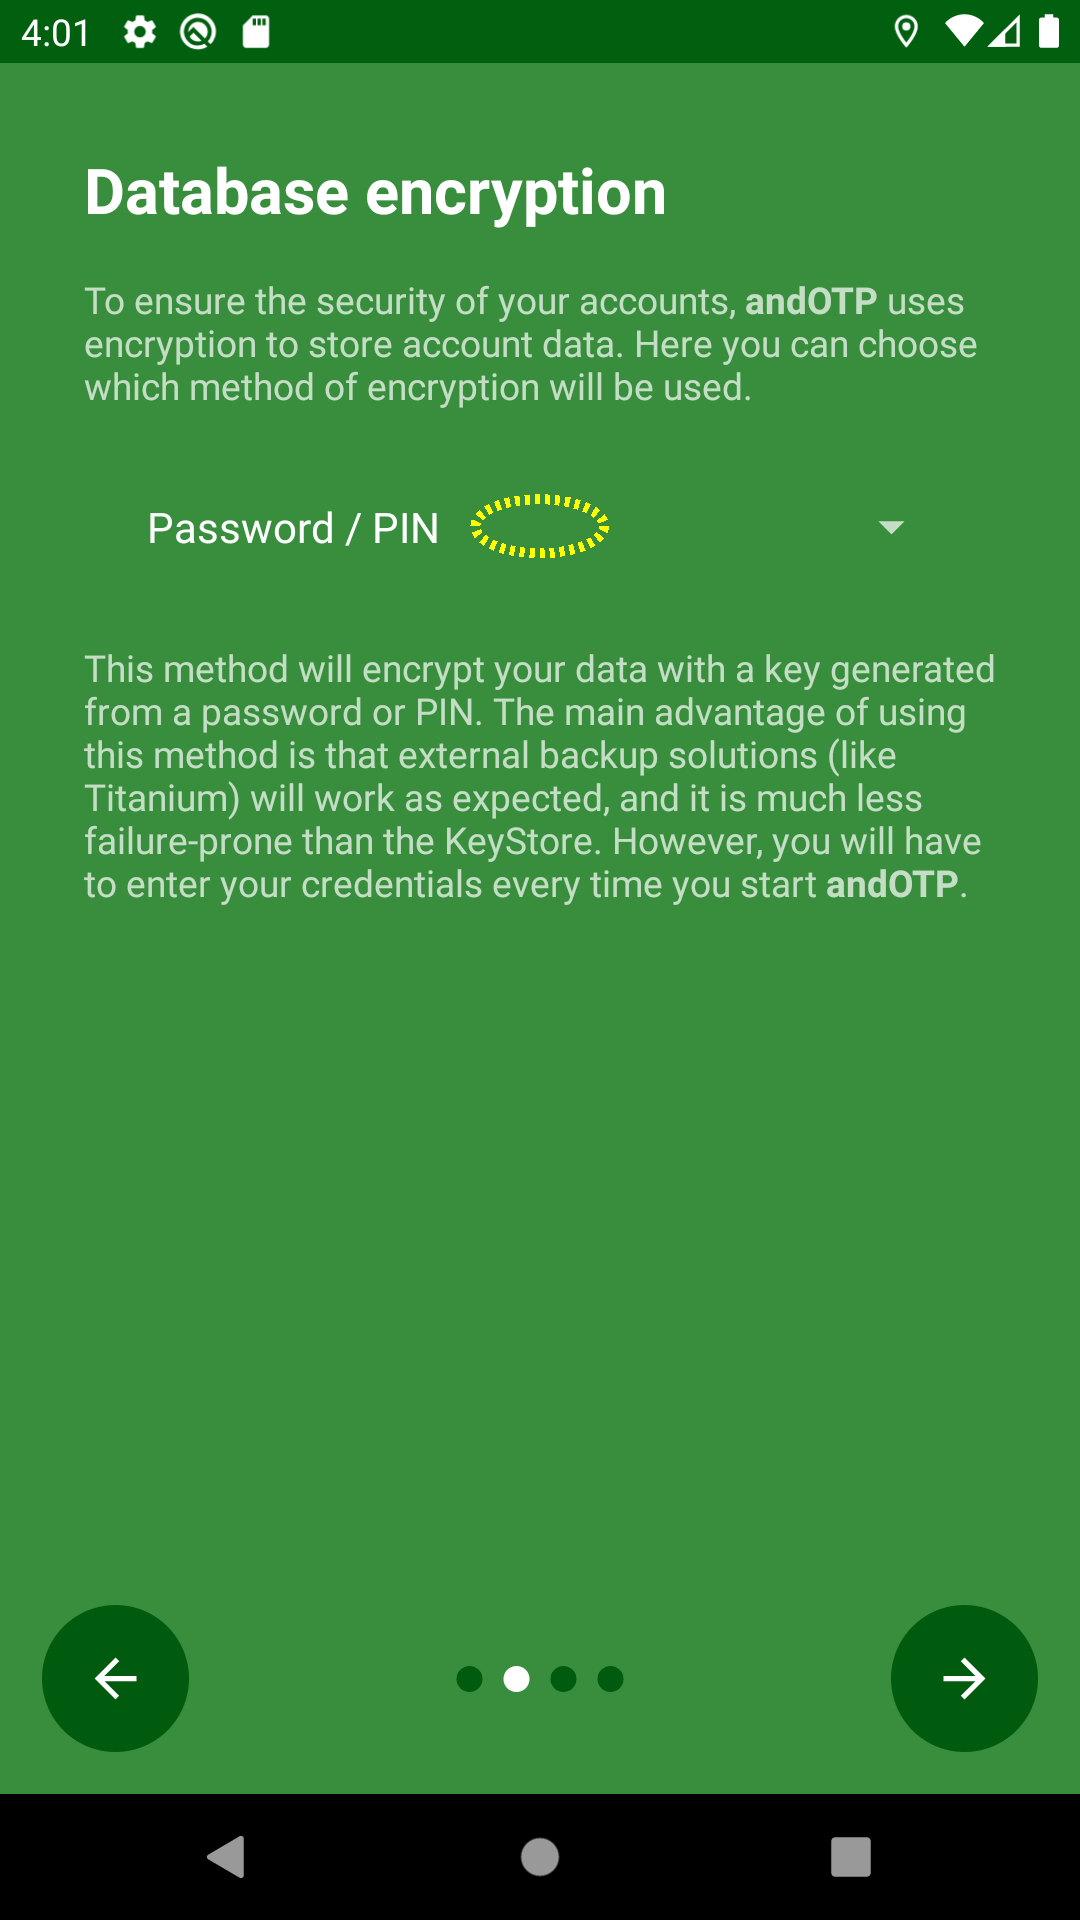 4:01
Database encryption
To ensure the security of your accounts, andOTP uses
encryption to store account data. Here you can choose
which method of encryption will be used.
Password / PIN
This method will encrypt your data with a key generated
from a password or PIN. The main advantage of using
this method is that external backup solutions (like
Titanium) will work as expected, and it is much less
failure-prone than the KeyStore. However, you will have
to enter your credentials every time you start andOTP.